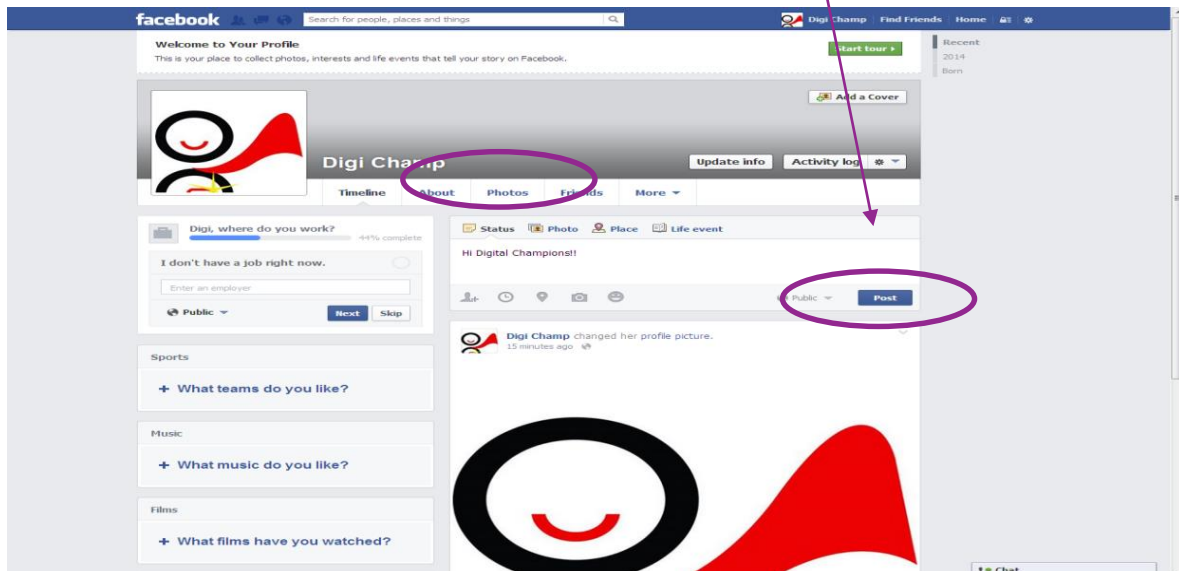 facebook Search for people, places and things Digi Champ Find Friends Home
Welcome to Your Profile
This is your place to collect photos, interests and life events that tell your story on Facebook.
Start tour
Recent
2014
Born
Add a Cover
Digi Champ
Update info Activity log
Timeline About Photos Friends More
Digi, where do you work?
44% complete
I don't have a job right now.
Enter an employer
Public Next Skip
Status Photo Place Life event
Hi Digital Champions!!
Public Post
Digi Champ changed her profile picture.
15 minutes ago
Sports
+ What teams do you like?
Music
+ What music do you like?
Films
+ What films have you watched?
Chat